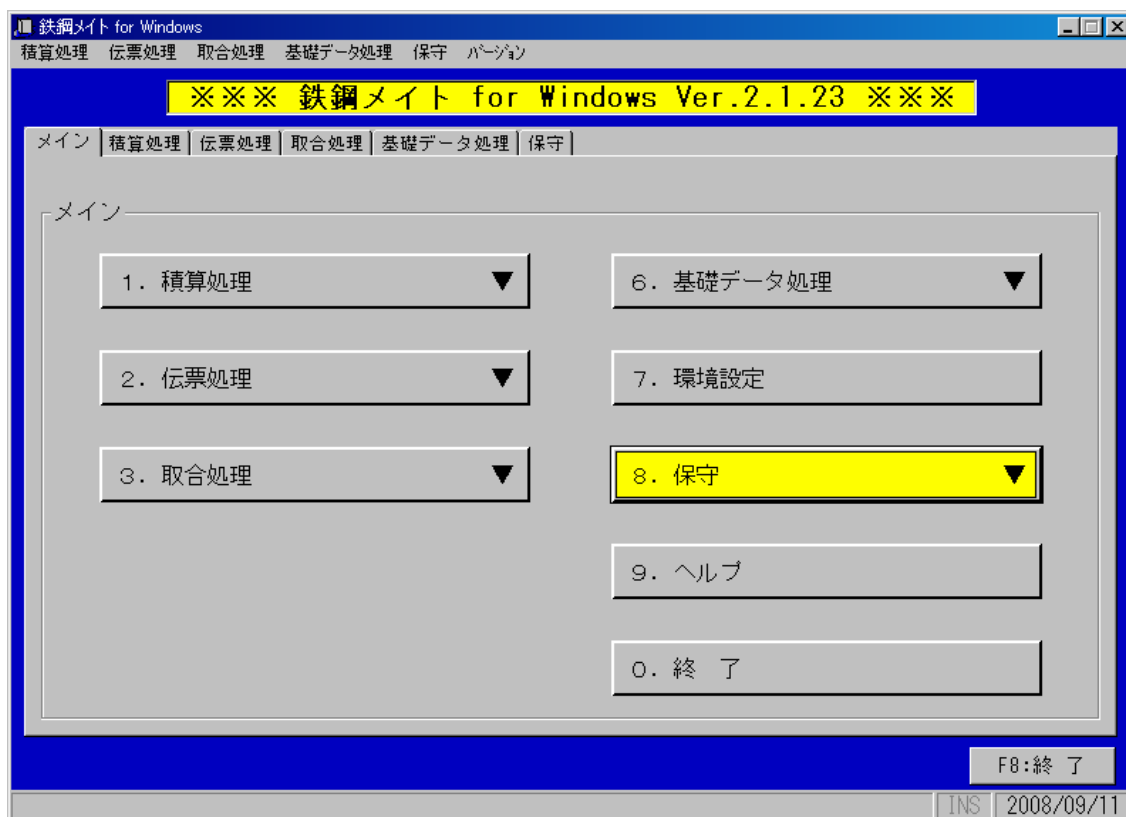 鉄鋼メイト for Windows
積算処理 伝票処理 取合処理 基礎データ処理 保守 バージョン
※※※ 鉄鋼メイト for Windows Ver.2.1.23 ※※※
メイン 積算処理 伝票処理 取合処理 基礎データ処理 保守
メイン
1. 積算処理 ▼
6. 基礎データ処理 ▼
2. 伝票処理 ▼
7. 環境設定
3. 取合処理 ▼
8. 保守 ▼
9. ヘルプ
0. 終 了
F8:終 了
INS 2008/09/11